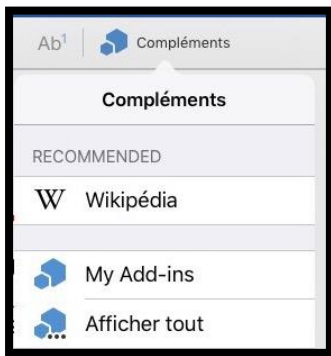 Ab¹ Compléments
Compléments
RECOMMENDED
W Wikipédia
My Add-ins
Afficher tout